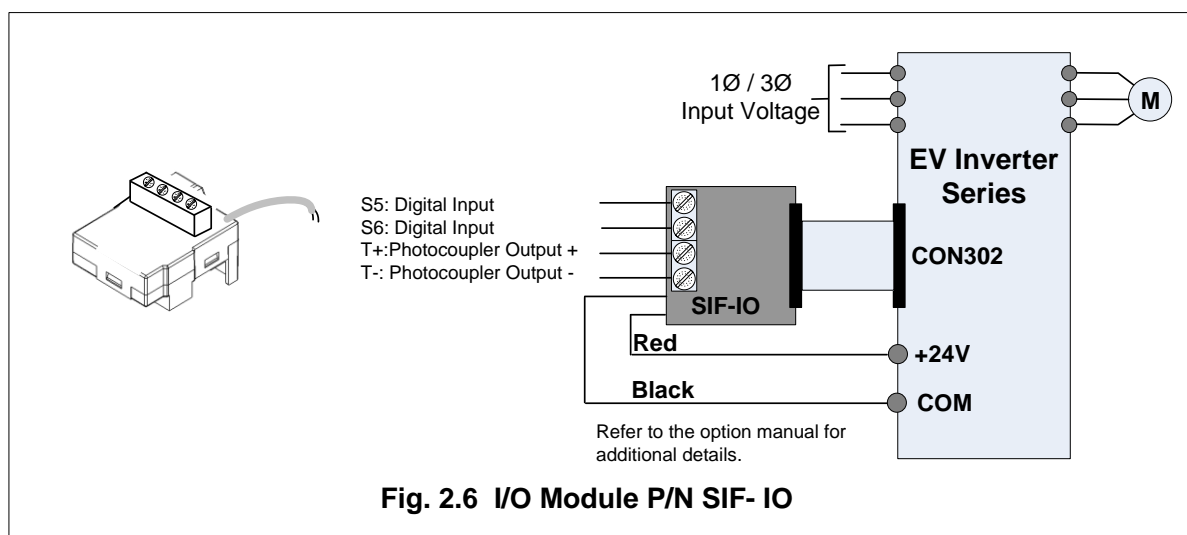 1Ø / 3Ø
Input Voltage
M
EV Inverter
Series
S5: Digital Input
S6: Digital Input
T+:Photocoupler Output +
T-: Photocoupler Output -
CON302
SIF-IO
Red
+24V
Black
COM
Refer to the option manual for
additional details.
Fig. 2.6 I/O Module P/N SIF- IO